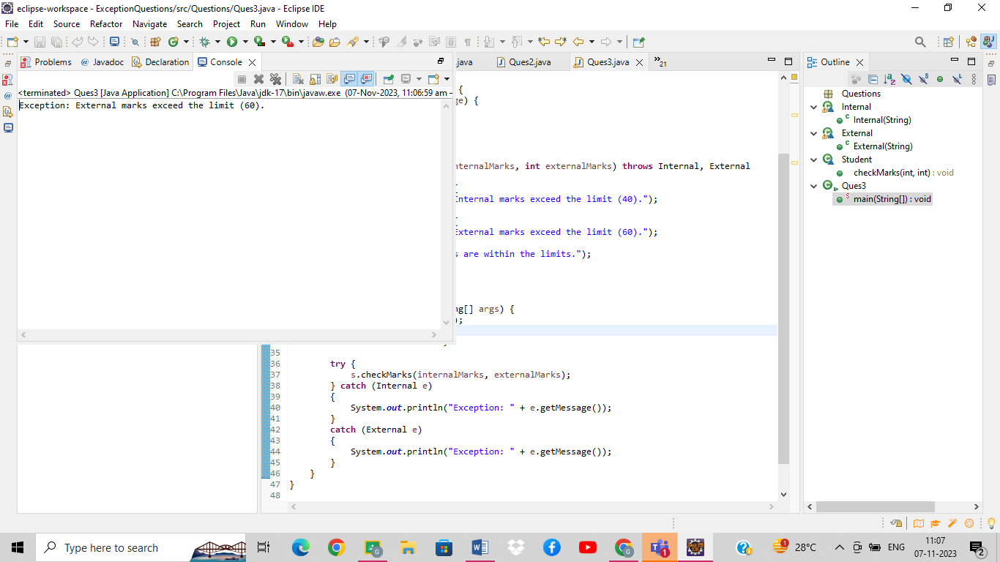 eclipse-workspace - ExceptionQuestions/src/Questions/Ques3.java - Eclipse IDE
File Edit Source Refactor Navigate Search Project Run Window Help
Problems @ Javadoc Declaration Console
.java Ques2.java Ques3.java »21
Outline
<terminated> Ques3 [Java Application] C:\Program Files\Java\jdk-17\bin\javaw.exe (07-Nov-2023, 11:06:59 am –
Exception: External marks exceed the limit (60).
{
ge) {
nternalMarks, int externalMarks) throws Internal, External
Internal marks exceed the limit (40).");
External marks exceed the limit (60).");
s are within the limits.");
ng[] args) {
);
35
36 try {
37 s.checkMarks(internalMarks, externalMarks);
38 } catch (Internal e)
39 {
40 System.out.println("Exception: " + e.getMessage());
41 }
42 catch (External e)
43 {
44 System.out.println("Exception: " + e.getMessage());
45 }
46 }
47 }
48
Questions
Internal
Internal(String)
External
External(String)
Student
checkMarks(int, int) : void
Ques3
main(String[]) : void
Type here to search
28°C
ENG
11:07
07-11-2023
2